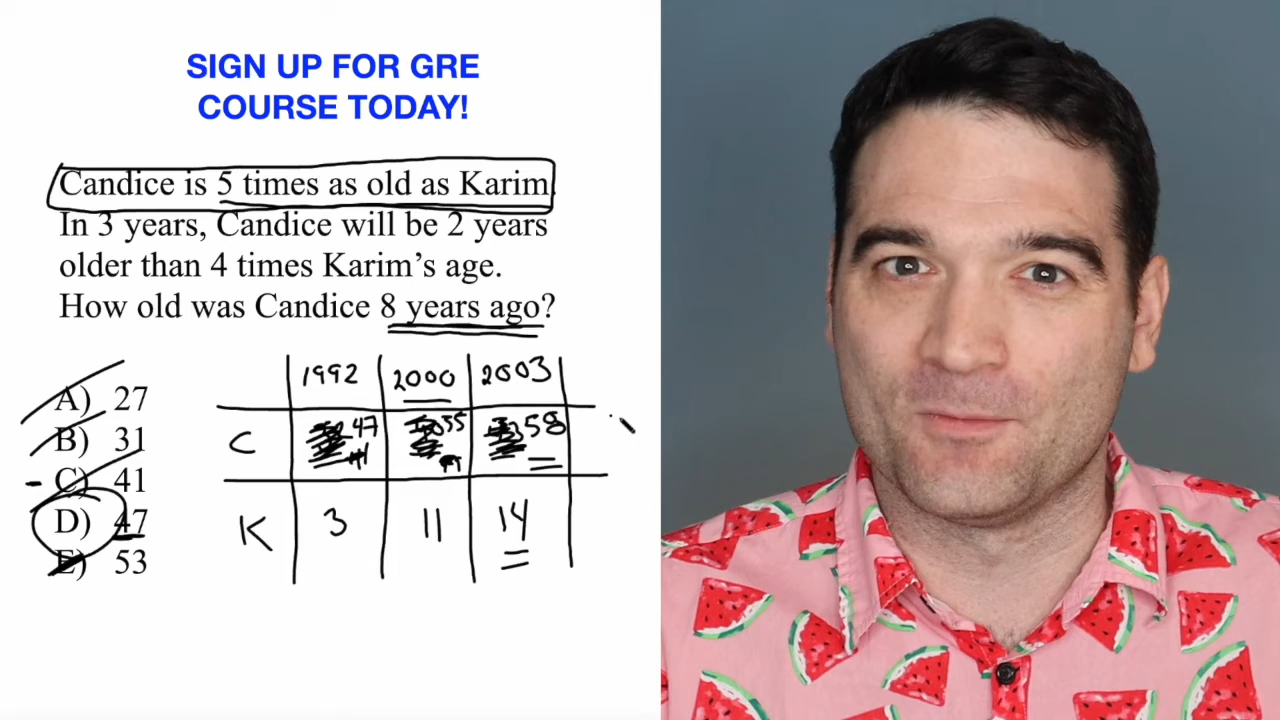 SIGN UP FOR GRE
COURSE TODAY!
Candice is 5 times as old as Karim.
In 3 years, Candice will be 2 years
older than 4 times Karim's age.
How old was Candice 8 years ago?
A) 27
B) 31
C) 41
D) 47
E) 53
1992 2000 2003
C 47 55 58
K 3 11 14